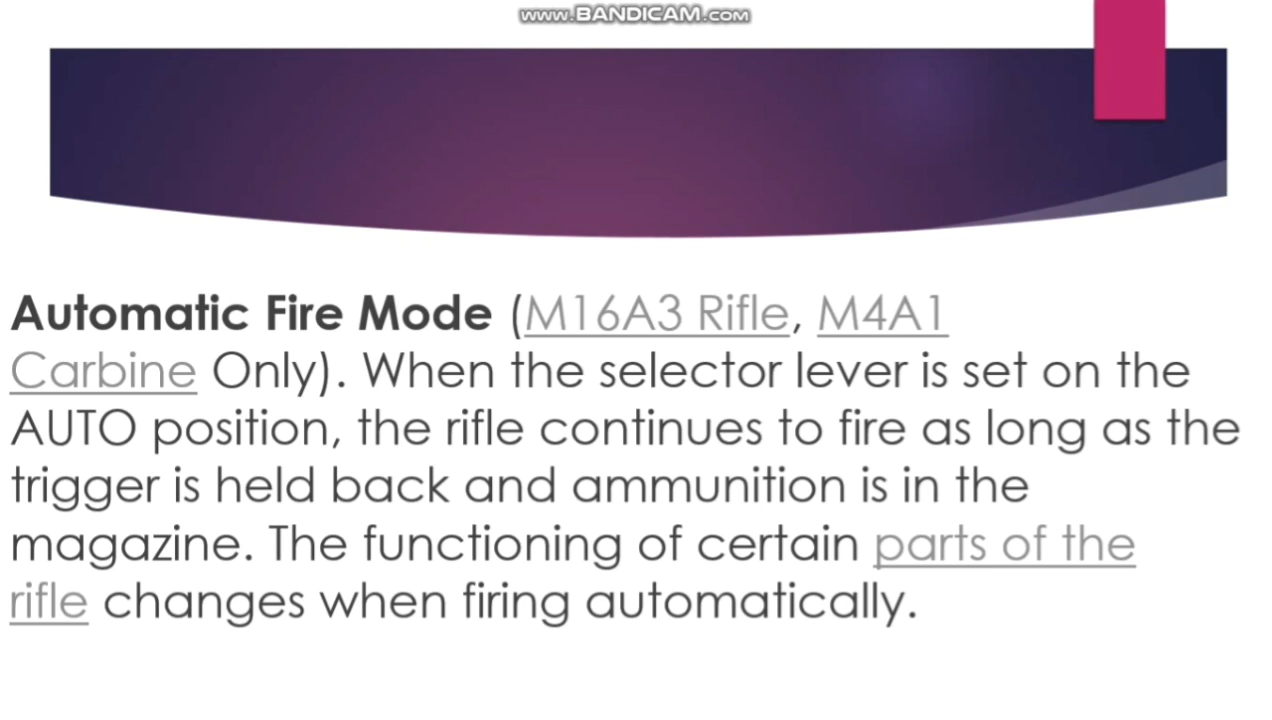 www.BANDICAM.com
Automatic Fire Mode (M16A3 Rifle, M4A1
Carbine Only). When the selector lever is set on the
AUTO position, the rifle continues to fire as long as the
trigger is held back and ammunition is in the
magazine. The functioning of certain parts of the
rifle changes when firing automatically.